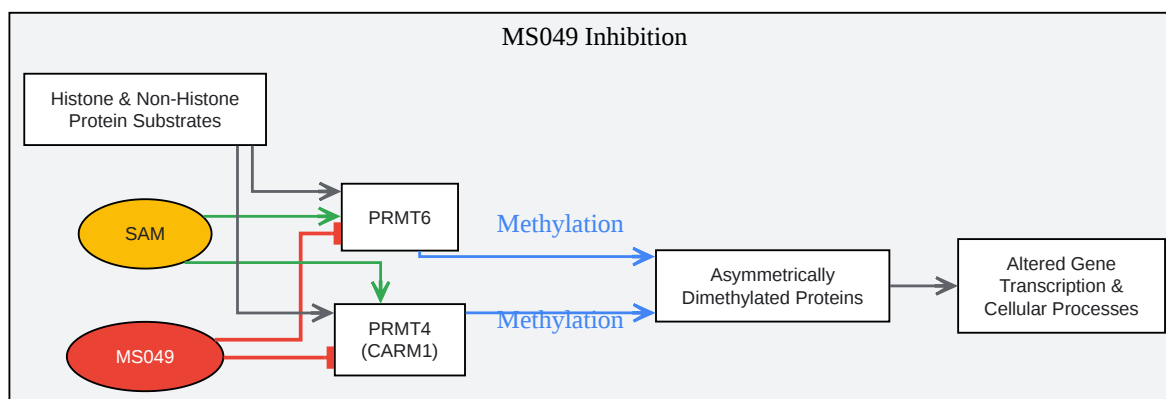 MS049 Inhibition
Histone & Non-Histone
Protein Substrates
SAM
MS049
PRMT6
PRMT4
(CARM1)
Methylation
Methylation
Asymmetrically
Dimethylated Proteins
Altered Gene
Transcription &
Cellular Processes